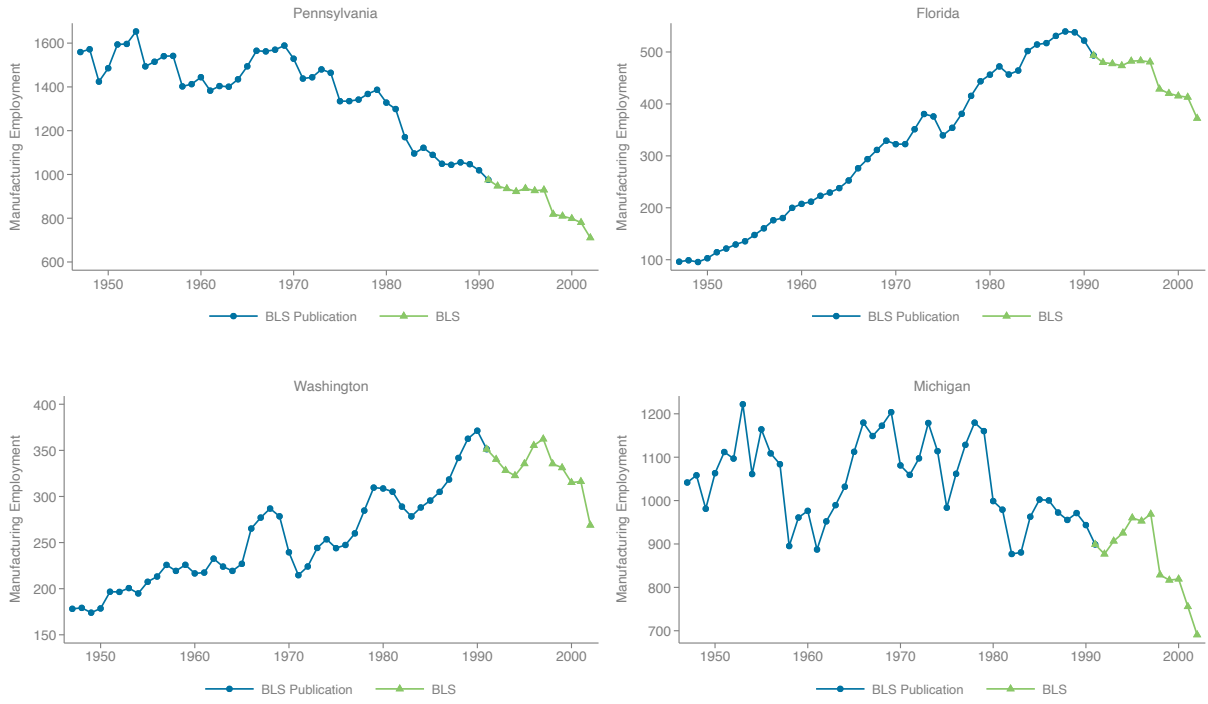 Pennsylvania
Manufacturing Employment
1600
1400
1200
1000
800
600
1950 1960 1970 1980 1990 2000
BLS Publication BLS
Florida
Manufacturing Employment
500
400
300
200
100
1950 1960 1970 1980 1990 2000
BLS Publication BLS
Washington
Manufacturing Employment
400
350
300
250
200
150
1950 1960 1970 1980 1990 2000
BLS Publication BLS
Michigan
Manufacturing Employment
1200
1100
1000
900
800
700
1950 1960 1970 1980 1990 2000
BLS Publication BLS